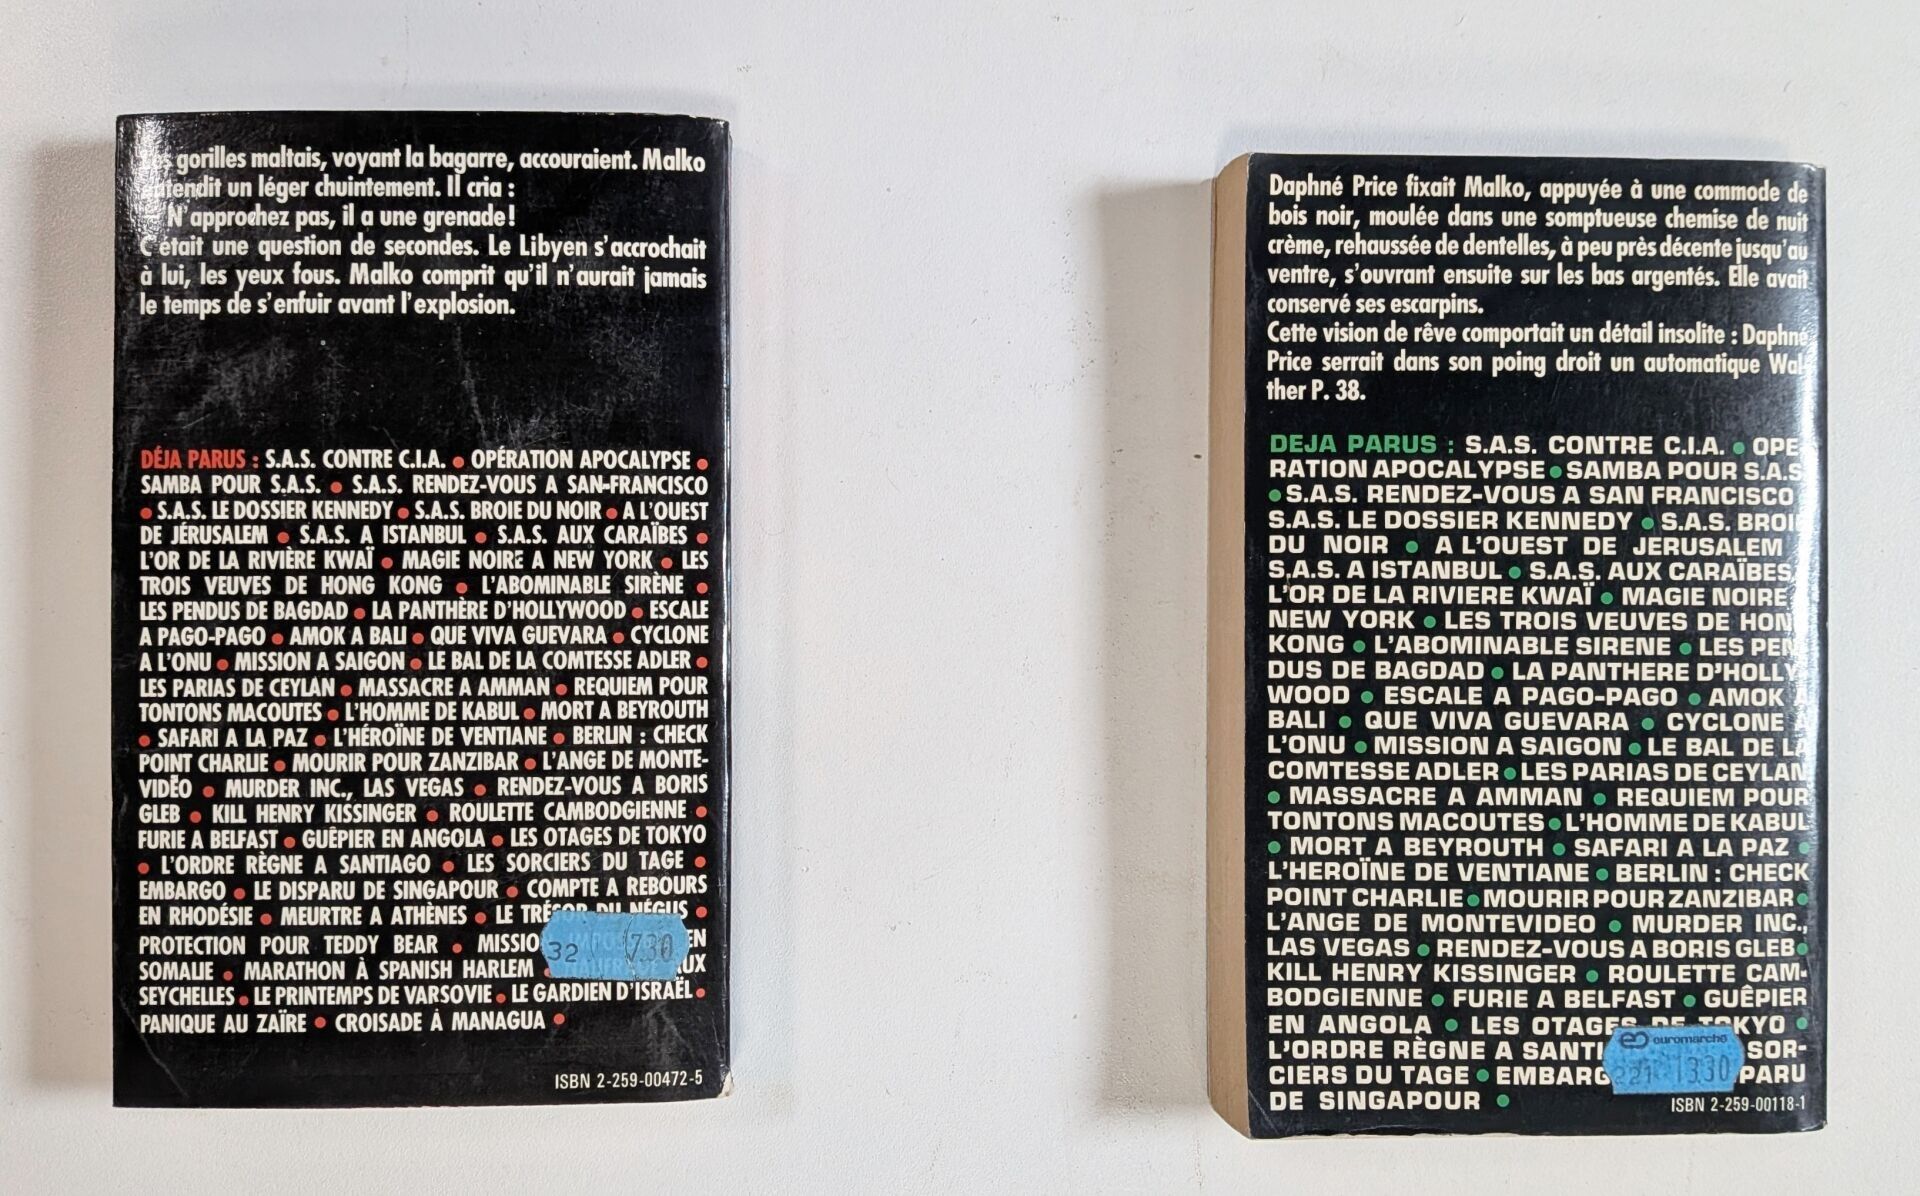 gorilles maltais, voyant la bagarre, accouraient. Malko
entendit un léger chuintement. Il cria :
N'approchez pas, il a une grenade!
C'était une question de secondes. Le Libyen s'accrochait
à lui, les yeux fous. Malko comprit qu'il n'aurait jamais
le temps de s'enfuir avant l'explosion.
DÉJA PARUS : S.A.S. CONTRE C.I.A. ● OPÉRATION APOCALYPSE ●
SAMBA POUR S.A.S. ● S.A.S. RENDEZ-VOUS A SAN-FRANCISCO
● S.A.S. LE DOSSIER KENNEDY ● S.A.S. BROIE DU NOIR ● A L'OUEST
DE JÉRUSALEM ● S.A.S. A ISTANBUL ● S.A.S. AUX CARAÏBES ●
L'OR DE LA RIVIÈRE KWAÏ ● MAGIE NOIRE A NEW YORK ● LES
TROIS VEUVES DE HONG KONG ● L'ABOMINABLE SIRÈNE ●
LES PENDUS DE BAGDAD ● LA PANTHÈRE D'HOLLYWOOD ● ESCALE
A PAGO-PAGO ● AMOK A BALI ● QUE VIVA GUEVARA ● CYCLONE
A L'ONU ● MISSION A SAIGON ● LE BAL DE LA COMTESSE ADLER ●
LES PARIAS DE CEYLAN ● MASSACRE A AMMAN ● REQUIEM POUR
TONTONS MACOUTES ● L'HOMME DE KABUL ● MORT A BEYROUTH
● SAFARI A LA PAZ ● L'HÉROÏNE DE VENTIANE ● BERLIN : CHECK
POINT CHARLIE ● MOURIR POUR ZANZIBAR ● L'ANGE DE MONTE-
VIDÉO ● MURDER INC., LAS VEGAS ● RENDEZ-VOUS A BORIS
GLEB ● KILL HENRY KISSINGER ● ROULETTE CAMBODGIENNE ●
FURIE A BELFAST ● GUÊPIER EN ANGOLA ● LES OTAGES DE TOKYO
● L'ORDRE RÈGNE A SANTIAGO ● LES SORCIERS DU TAGE ●
EMBARGO ● LE DISPARU DE SINGAPOUR ● COMPTE A REBOURS
EN RHODÉSIE ● MEURTRE A ATHÈNES ● LE TRÉSOR DU NÉGUS ●
PROTECTION POUR TEDDY BEAR ● MISSIO EN
SOMALIE ● MARATHON À SPANISH HARLEM ● AUX
SEYCHELLES ● LE PRINTEMPS DE VARSOVIE ● LE GARDIEN D'ISRAËL ●
PANIQUE AU ZAÏRE ● CROISADE À MANAGUA ●
32 7.30
ISBN 2-259-00472-5
Daphné Price fixait Malko, appuyée à une commode de
bois noir, moulée dans une somptueuse chemise de nuit
crème, rehaussée de dentelles, à peu près décente jusqu'au
ventre, s'ouvrant ensuite sur les bas argentés. Elle avait
conservé ses escarpins.
Cette vision de rêve comportait un détail insolite : Daphné
Price serrait dans son poing droit un automatique Wal-
ther P. 38.
DEJA PARUS : S.A.S. CONTRE C.I.A. ● OPE-
RATION APOCALYPSE ● SAMBA POUR S.A.S.
● S.A.S. RENDEZ-VOUS A SAN FRANCISCO
S.A.S. LE DOSSIER KENNEDY ● S.A.S. BROIE
DU NOIR ● A L'OUEST DE JERUSALEM
S.A.S. A ISTANBUL ● S.A.S. AUX CARAÏBES
L'OR DE LA RIVIERE KWAÏ ● MAGIE NOIRE
NEW YORK ● LES TROIS VEUVES DE HON
KONG ● L'ABOMINABLE SIRENE ● LES PEN
DUS DE BAGDAD ● LA PANTHERE D'HOLLY
WOOD ● ESCALE A PAGO-PAGO ● AMOK A
BALI ● QUE VIVA GUEVARA ● CYCLONE A
L'ONU ● MISSION A SAIGON ● LE BAL DE LA
COMTESSE ADLER ● LES PARIAS DE CEYLAN
● MASSACRE A AMMAN ● REQUIEM POUR
TONTONS MACOUTES ● L'HOMME DE KABUL
● MORT A BEYROUTH ● SAFARI A LA PAZ ●
L'HEROÏNE DE VENTIANE ● BERLIN : CHECK
POINT CHARLIE ● MOURIR POUR ZANZIBAR ●
L'ANGE DE MONTEVIDEO ● MURDER INC.,
LAS VEGAS ● RENDEZ-VOUS A BORIS GLEB ●
KILL HENRY KISSINGER ● ROULETTE CAM-
BODGIENNE ● FURIE A BELFAST ● GUÊPIER
EN ANGOLA ● LES OTAGES DE TOKYO ●
L'ORDRE RÈGNE A SANTI SOR-
CIERS DU TAGE ● EMBARG PARU
DE SINGAPOUR ●
euromarché
221 13.30
ISBN 2-259-00118-1